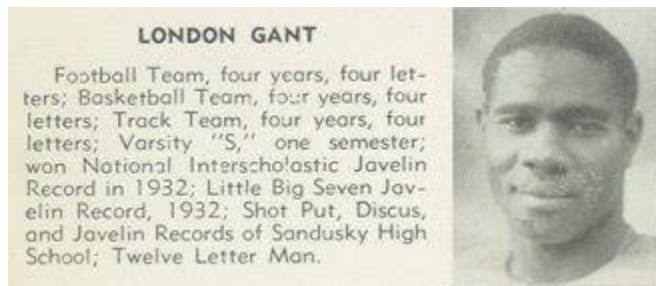 LONDON GANT
Football Team, four years, four let-
ters; Basketball Team, four years, four
letters; Track Team, four years, four
letters; Varsity "S," one semester;
won National Interscholastic Javelin
Record in 1932; Little Big Seven Jav-
elin Record, 1932; Shot Put, Discus,
and Javelin Records of Sandusky High
School; Twelve Letter Man.